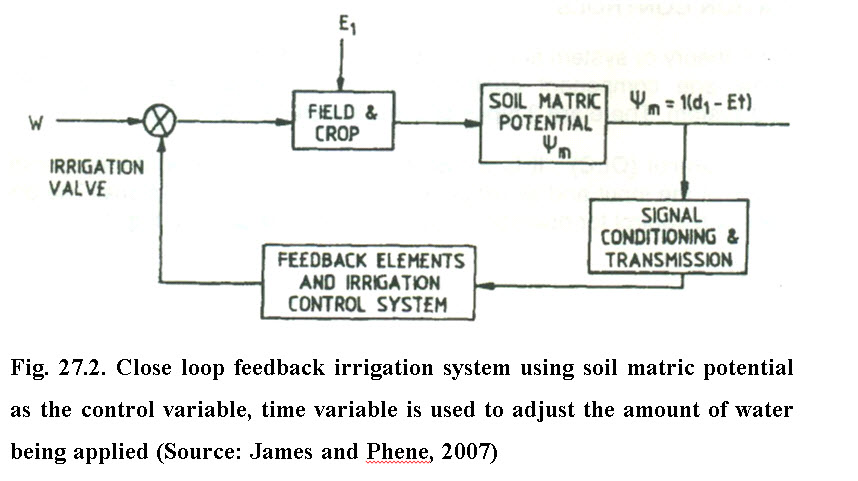 E₁
W
IRRIGATION
VALVE
FIELD &
CROP
SOIL MATRIC
POTENTIAL
Ψm
Ψm = 1(d₁ - Et)
SIGNAL
CONDITIONING &
TRANSMISSION
FEEDBACK ELEMENTS
AND IRRIGATION
CONTROL SYSTEM
Fig. 27.2. Close loop feedback irrigation system using soil matric potential
as the control variable, time variable is used to adjust the amount of water
being applied (Source: James and Phene, 2007)